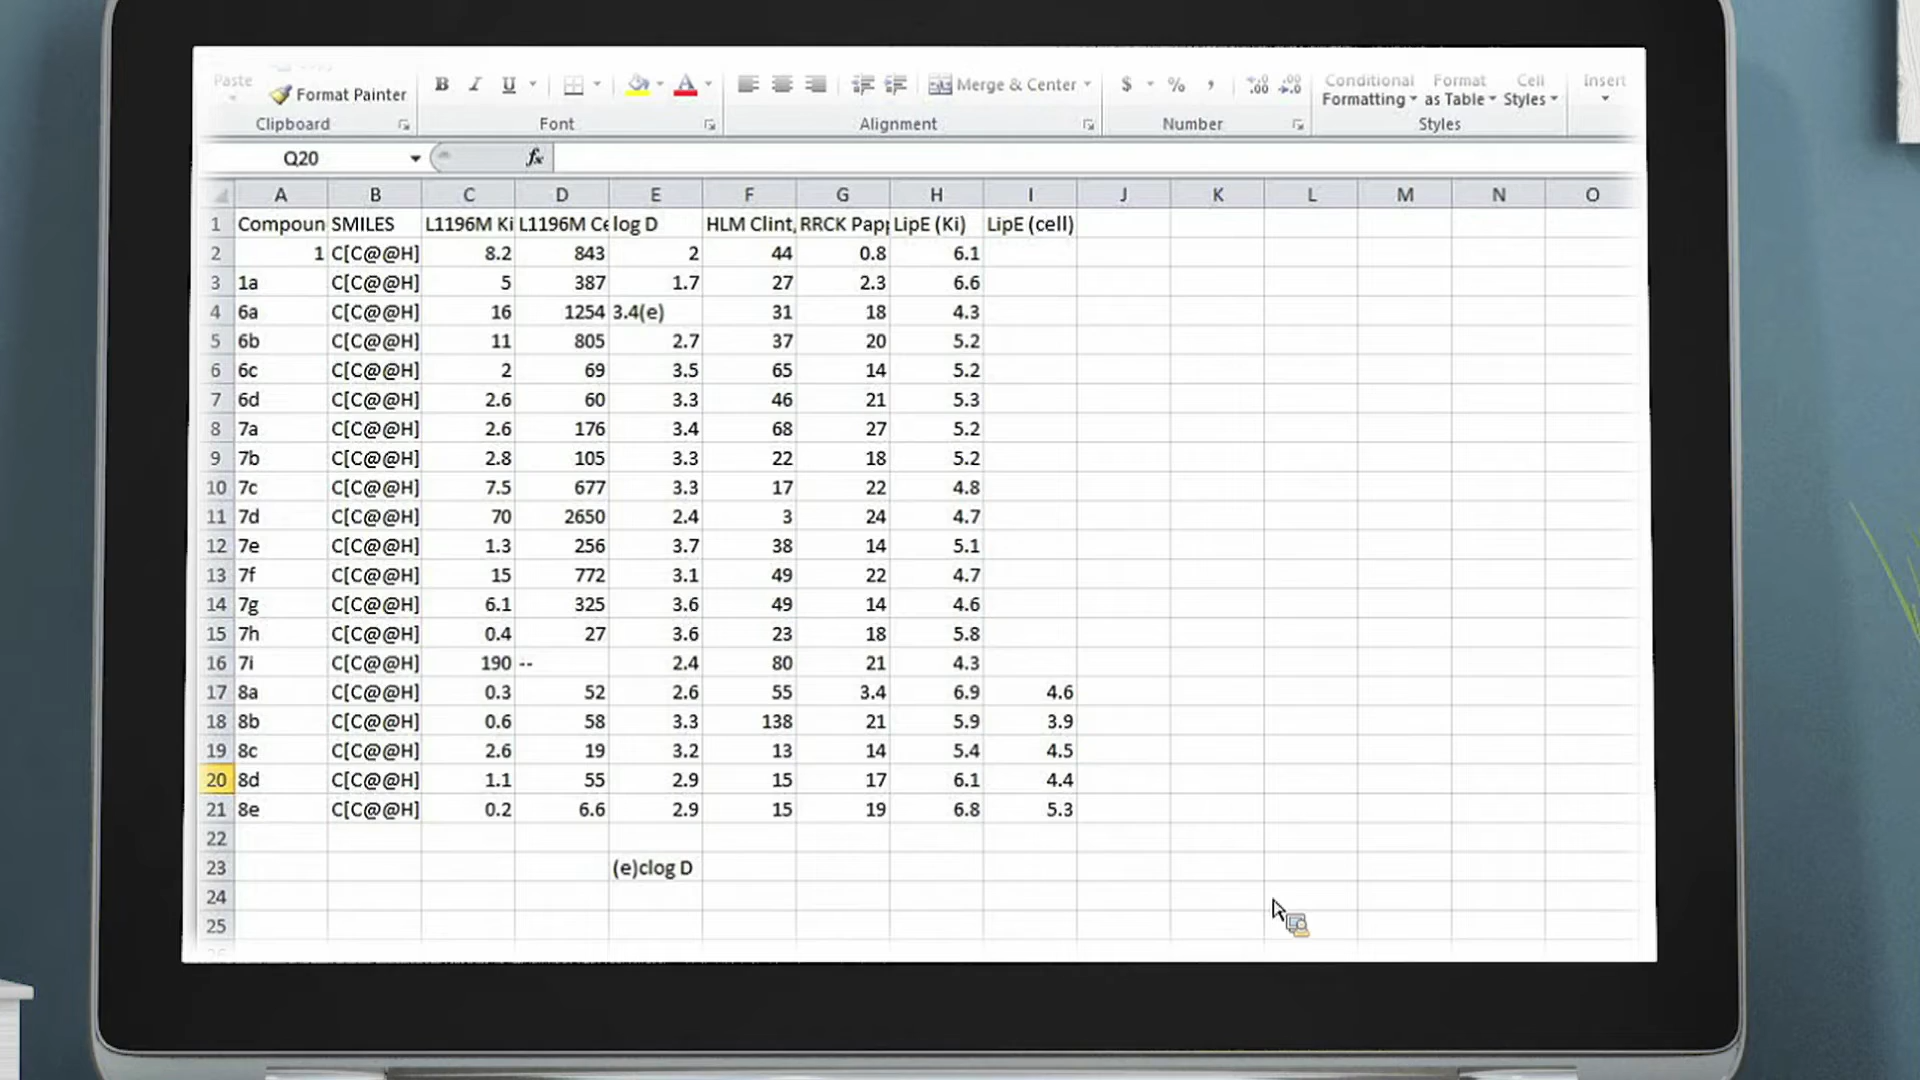 Paste Format Painter B I U A Merge & Center $ % , Conditional Format Cell Insert
Formatting as Table Styles
Clipboard Font Alignment Number Styles
Q20 fx
A B C D E F G H I J K L M N O
1 Compoun SMILES L1196M Ki L1196M Ce log D HLM Clint, RRCK Papp LipE (Ki) LipE (cell)
2 1 C[C@@H] 8.2 843 2 44 0.8 6.1
3 1a C[C@@H] 5 387 1.7 27 2.3 6.6
4 6a C[C@@H] 16 1254 3.4(e) 31 18 4.3
5 6b C[C@@H] 11 805 2.7 37 20 5.2
6 6c C[C@@H] 2 69 3.5 65 14 5.2
7 6d C[C@@H] 2.6 60 3.3 46 21 5.3
8 7a C[C@@H] 2.6 176 3.4 68 27 5.2
9 7b C[C@@H] 2.8 105 3.3 22 18 5.2
10 7c C[C@@H] 7.5 677 3.3 17 22 4.8
11 7d C[C@@H] 70 2650 2.4 3 24 4.7
12 7e C[C@@H] 1.3 256 3.7 38 14 5.1
13 7f C[C@@H] 15 772 3.1 49 22 4.7
14 7g C[C@@H] 6.1 325 3.6 49 14 4.6
15 7h C[C@@H] 0.4 27 3.6 23 18 5.8
16 7i C[C@@H] 190 -- 2.4 80 21 4.3
17 8a C[C@@H] 0.3 52 2.6 55 3.4 6.9 4.6
18 8b C[C@@H] 0.6 58 3.3 138 21 5.9 3.9
19 8c C[C@@H] 2.6 19 3.2 13 14 5.4 4.5
20 8d C[C@@H] 1.1 55 2.9 15 17 6.1 4.4
21 8e C[C@@H] 0.2 6.6 2.9 15 19 6.8 5.3
22
23 (e)clog D
24
25